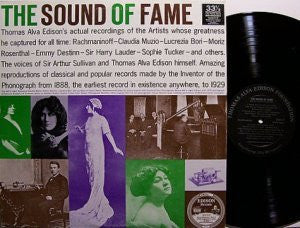 THE SOUND OF FAME
33⅓
Thomas Alva Edison's actual recordings of the Artists whose greatness
he captured for all time. Rachmaninoff–Claudia Muzio–Lucrezia Bori–Moriz
Rosenthal–Emmy Destinn–Sir Harry Lauder–Sophie Tucker–and others.
The voices of Sir Arthur Sullivan and Thomas Alva Edison himself. Amazing
reproductions of classical and popular records made by the Inventor of the
Phonograph from 1888, the earliest record in existence anywhere, to 1929